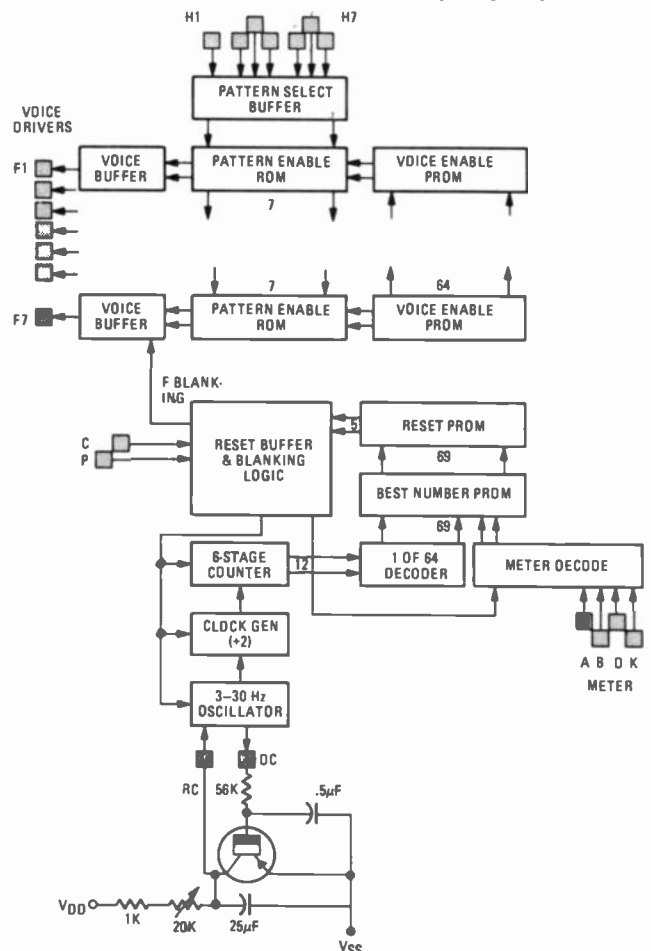 H1
H7
PATTERN SELECT
BUFFER
VOICE
DRIVERS
F1
VOICE
BUFFER
PATTERN ENABLE
ROM
VOICE ENABLE
PROM
7
7
64
F7
VOICE
BUFFER
PATTERN ENABLE
ROM
VOICE ENABLE
PROM
F BLANK-
ING
C
P
RESET BUFFER
& BLANKING
LOGIC
5
RESET PROM
69
BEST NUMBER PROM
69
6-STAGE
COUNTER
12
1 OF 64
DECODER
METER DECODE
CLOCK GEN
(÷2)
A B D K
METER
3–30 Hz
OSCILLATOR
RC
OC
56K
.5µF
VDD
1K
20K
25µF
VSS